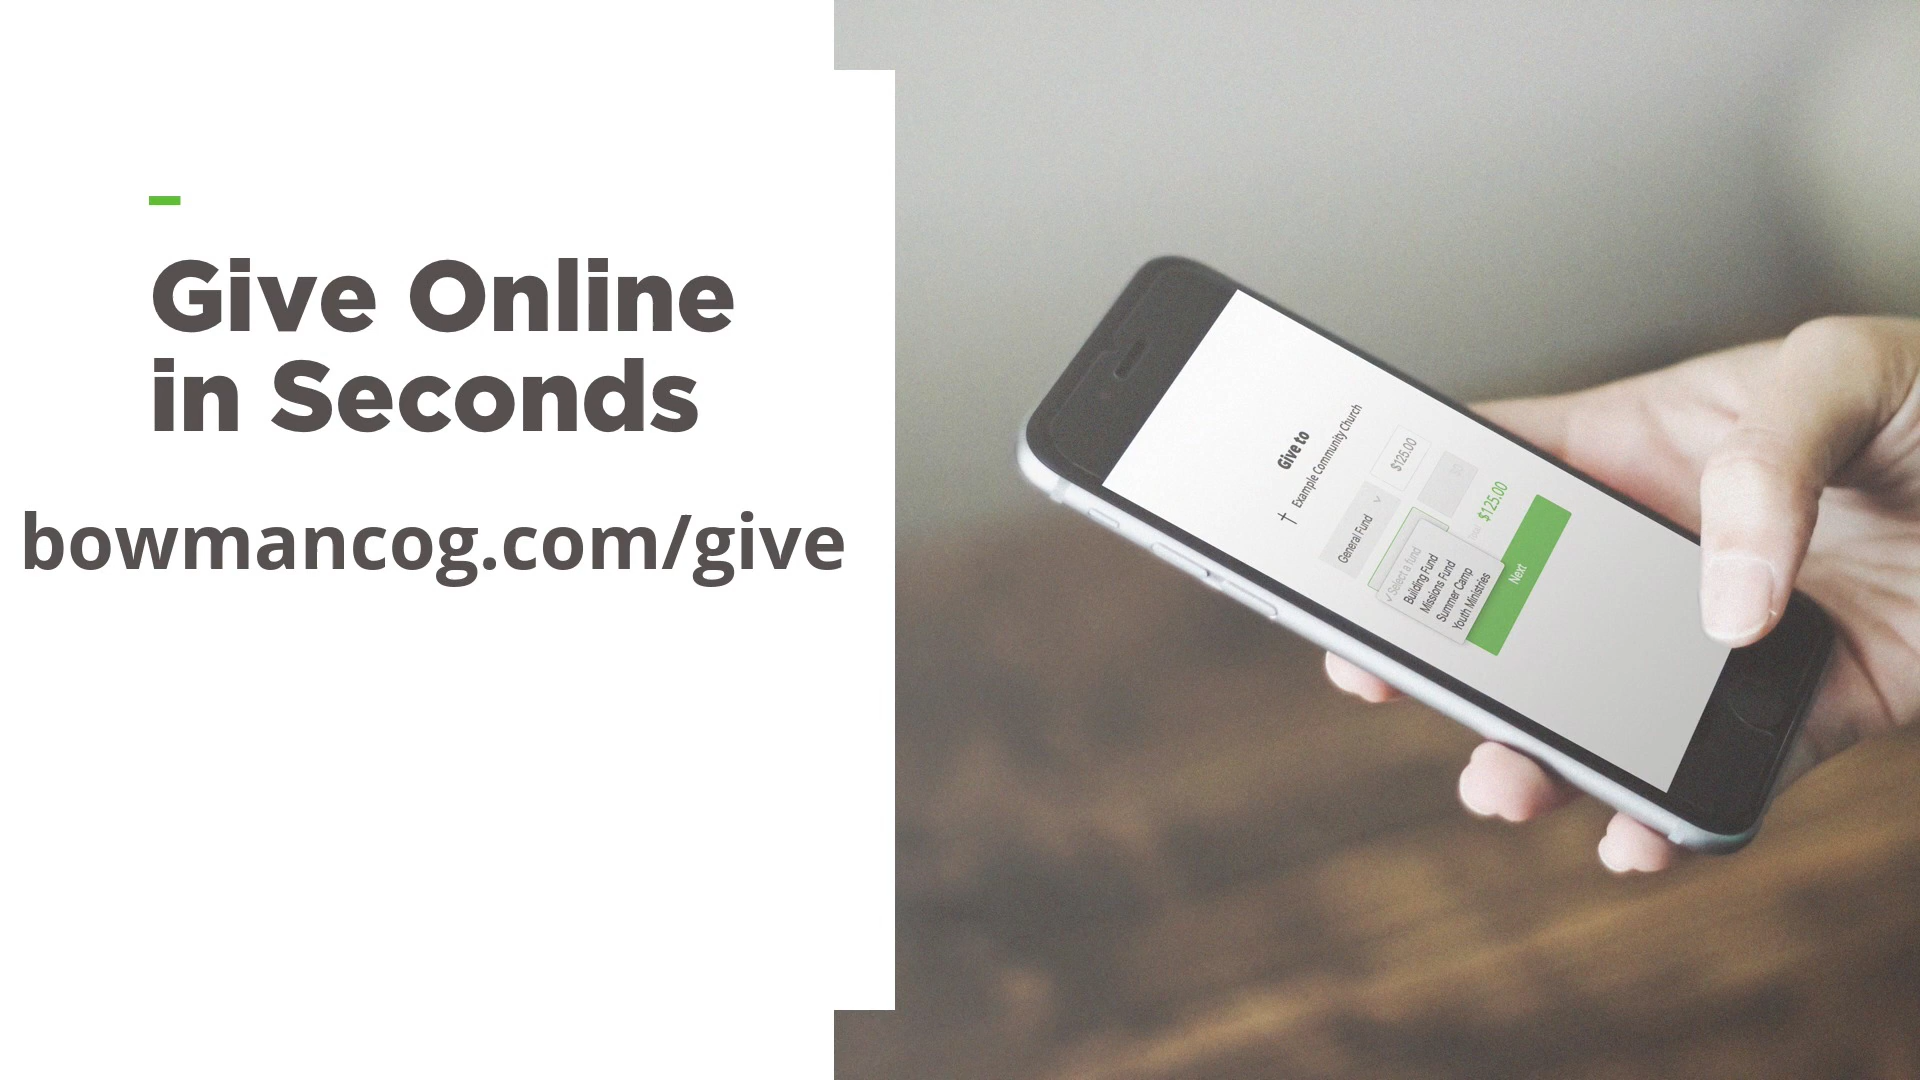 Give Online
in Seconds
bowmancog.com/give
Give to
Example Community Church
General Fund
$125.00
✓ Select a fund
Building Fund
Missions Fund
Summer Camp
Youth Ministries
$125.00
Next